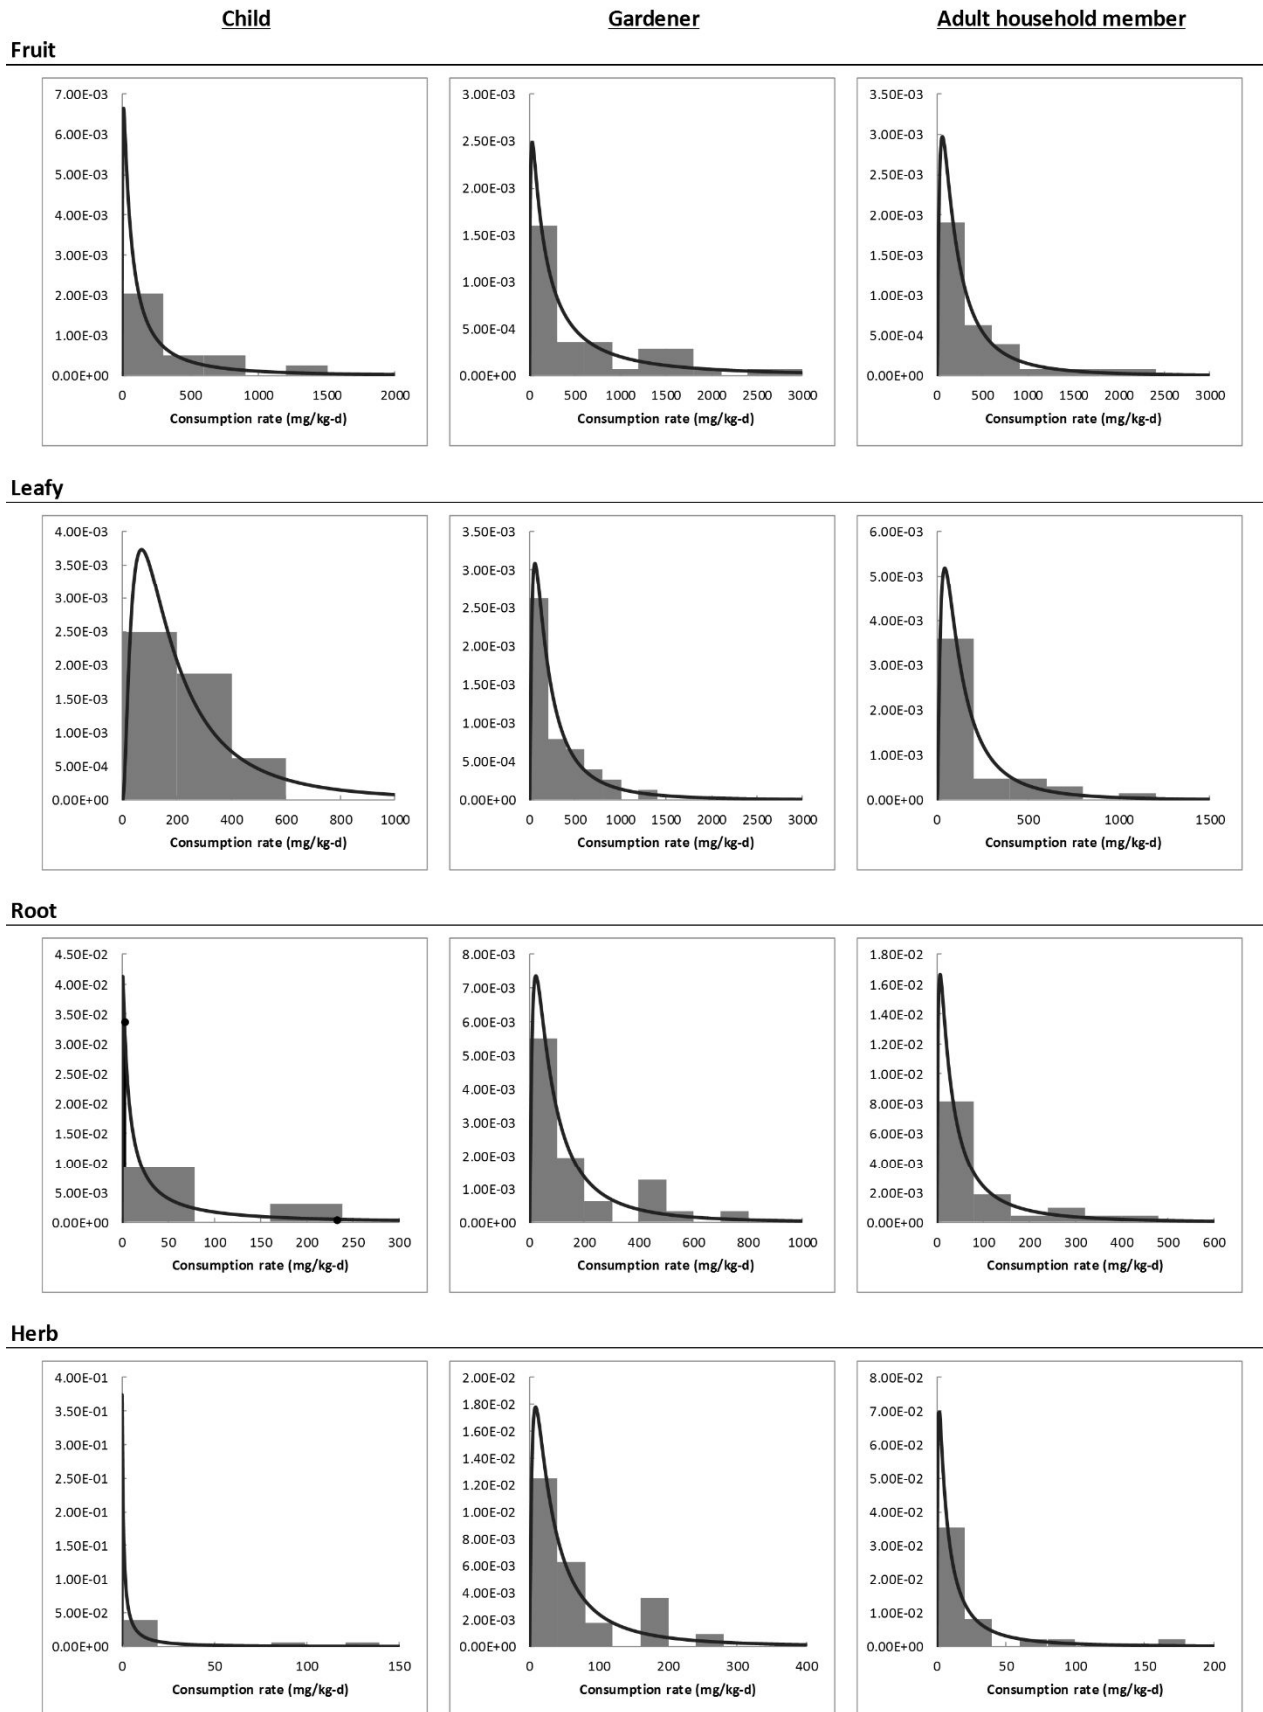 Child Gardener Adult household member
Fruit
7.00E-03 6.00E-03 5.00E-03 4.00E-03 3.00E-03 2.00E-03 1.00E-03 0.00E+00
0 500 1000 1500 2000
Consumption rate (mg/kg-d)
3.00E-03 2.50E-03 2.00E-03 1.50E-03 1.00E-03 5.00E-04 0.00E+00
0 500 1000 1500 2000 2500 3000
Consumption rate (mg/kg-d)
3.50E-03 3.00E-03 2.50E-03 2.00E-03 1.50E-03 1.00E-03 5.00E-04 0.00E+00
0 500 1000 1500 2000 2500 3000
Consumption rate (mg/kg-d)
Leafy
4.00E-03 3.50E-03 3.00E-03 2.50E-03 2.00E-03 1.50E-03 1.00E-03 5.00E-04 0.00E+00
0 200 400 600 800 1000
Consumption rate (mg/kg-d)
3.50E-03 3.00E-03 2.50E-03 2.00E-03 1.50E-03 1.00E-03 5.00E-04 0.00E+00
0 500 1000 1500 2000 2500 3000
Consumption rate (mg/kg-d)
6.00E-03 5.00E-03 4.00E-03 3.00E-03 2.00E-03 1.00E-03 0.00E+00
0 500 1000 1500
Consumption rate (mg/kg-d)
Root
4.50E-02 4.00E-02 3.50E-02 3.00E-02 2.50E-02 2.00E-02 1.50E-02 1.00E-02 5.00E-03 0.00E+00
0 50 100 150 200 250 300
Consumption rate (mg/kg-d)
8.00E-03 7.00E-03 6.00E-03 5.00E-03 4.00E-03 3.00E-03 2.00E-03 1.00E-03 0.00E+00
0 200 400 600 800 1000
Consumption rate (mg/kg-d)
1.80E-02 1.60E-02 1.40E-02 1.20E-02 1.00E-02 8.00E-03 6.00E-03 4.00E-03 2.00E-03 0.00E+00
0 100 200 300 400 500 600
Consumption rate (mg/kg-d)
Herb
4.00E-01 3.50E-01 3.00E-01 2.50E-01 2.00E-01 1.50E-01 1.00E-01 5.00E-02 0.00E+00
0 50 100 150
Consumption rate (mg/kg-d)
2.00E-02 1.80E-02 1.60E-02 1.40E-02 1.20E-02 1.00E-02 8.00E-03 6.00E-03 4.00E-03 2.00E-03 0.00E+00
0 100 200 300 400
Consumption rate (mg/kg-d)
8.00E-02 7.00E-02 6.00E-02 5.00E-02 4.00E-02 3.00E-02 2.00E-02 1.00E-02 0.00E+00
0 50 100 150 200
Consumption rate (mg/kg-d)